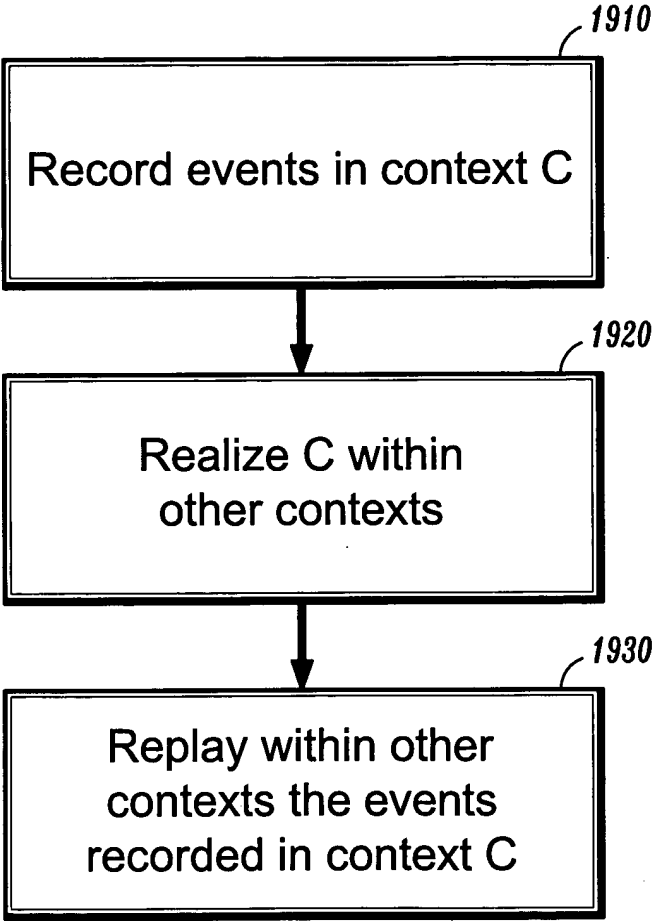 1910
Record events in context C
1920
Realize C within
other contexts
1930
Replay within other
contexts the events
recorded in context C